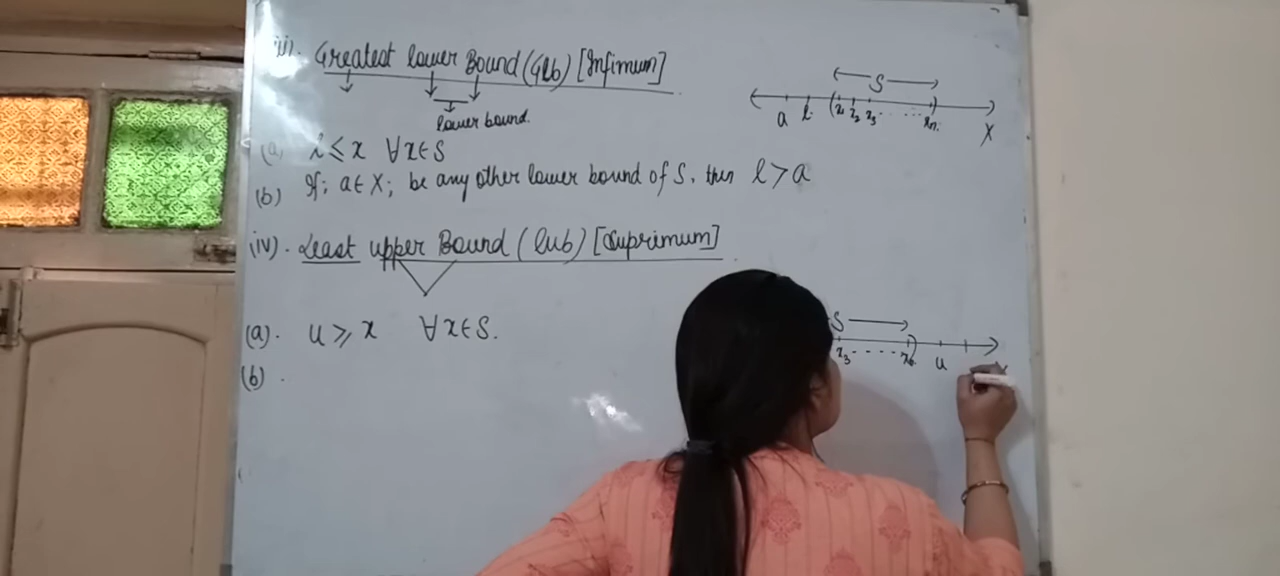 iii). Greatest lower Bound (Glb) [Infimum]
lower bound.
S
a l ( x₁ x₂ x₃ ...... xn )
X
(a) l ⩽ x ∀ x ∈ S
(b) If; a ∈ X; be any other lower bound of S, then l > a
(iv). Least upper Bound (lub) [Suprimum]
S
x₃ ..... xn ) u
(a). u ⩾ x ∀ x ∈ S.
(b).